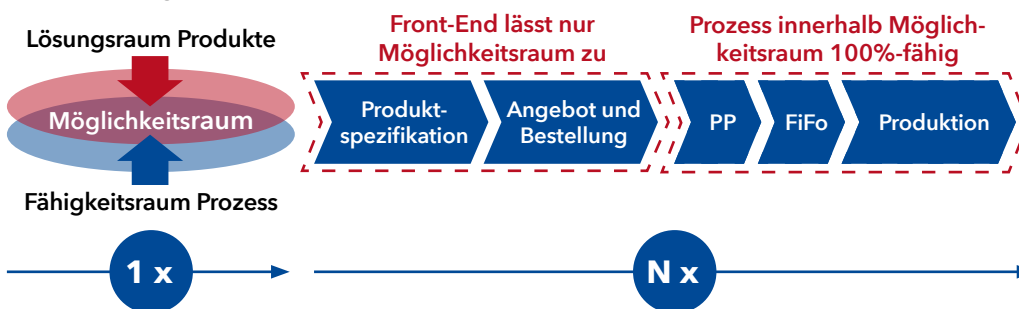 Lösungsraum Produkte
Möglichkeitsraum
Fähigkeitsraum Prozess
Front-End lässt nur
Möglichkeitsraum zu
Prozess innerhalb Möglich-
keitsraum 100%-fähig
Produkt-
spezifikation
Angebot und
Bestellung
PP
FiFo
Produktion
1 x
N x